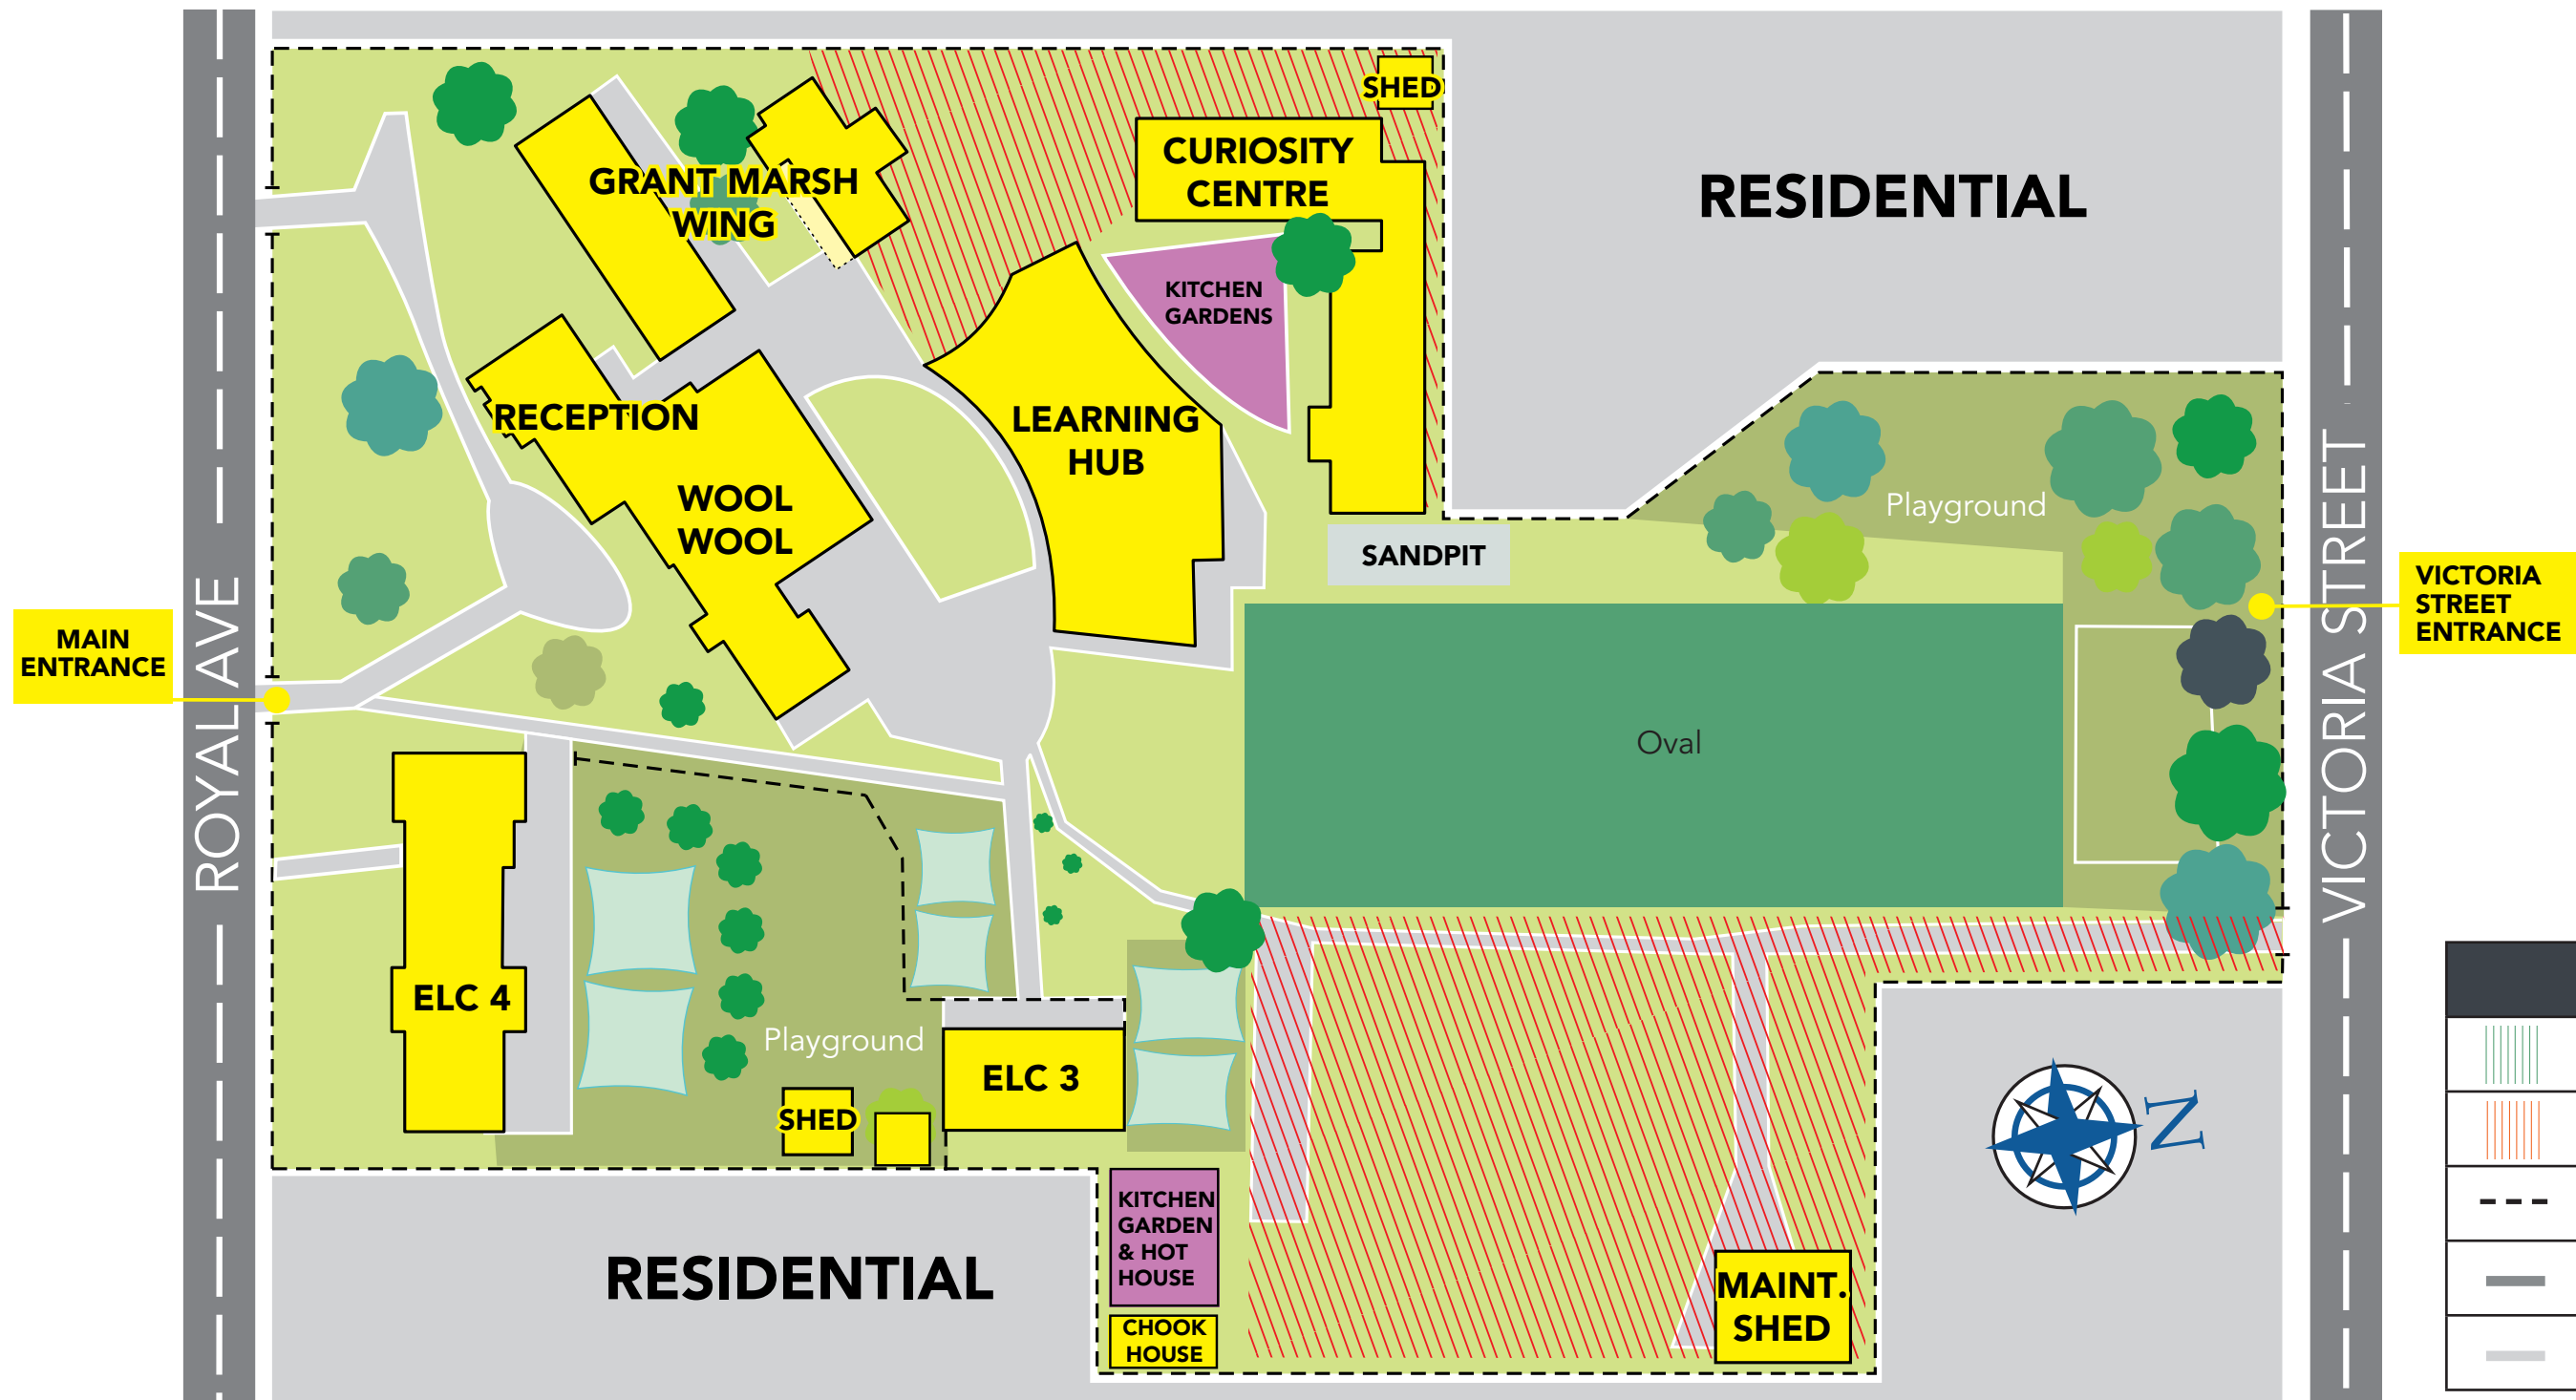 SHED
CURIOSITY
CENTRE
GRANT MARSH
WING
RESIDENTIAL
KITCHEN
GARDENS
RECEPTION
LEARNING
HUB
WOOL
WOOL
Playground
SANDPIT
MAIN
ENTRANCE
ROYAL AVE
VICTORIA STREET
VICTORIA
STREET
ENTRANCE
Oval
ELC 4
Playground
ELC 3
SHED
N
KITCHEN
GARDEN
& HOT
HOUSE
RESIDENTIAL
MAINT.
SHED
CHOOK
HOUSE